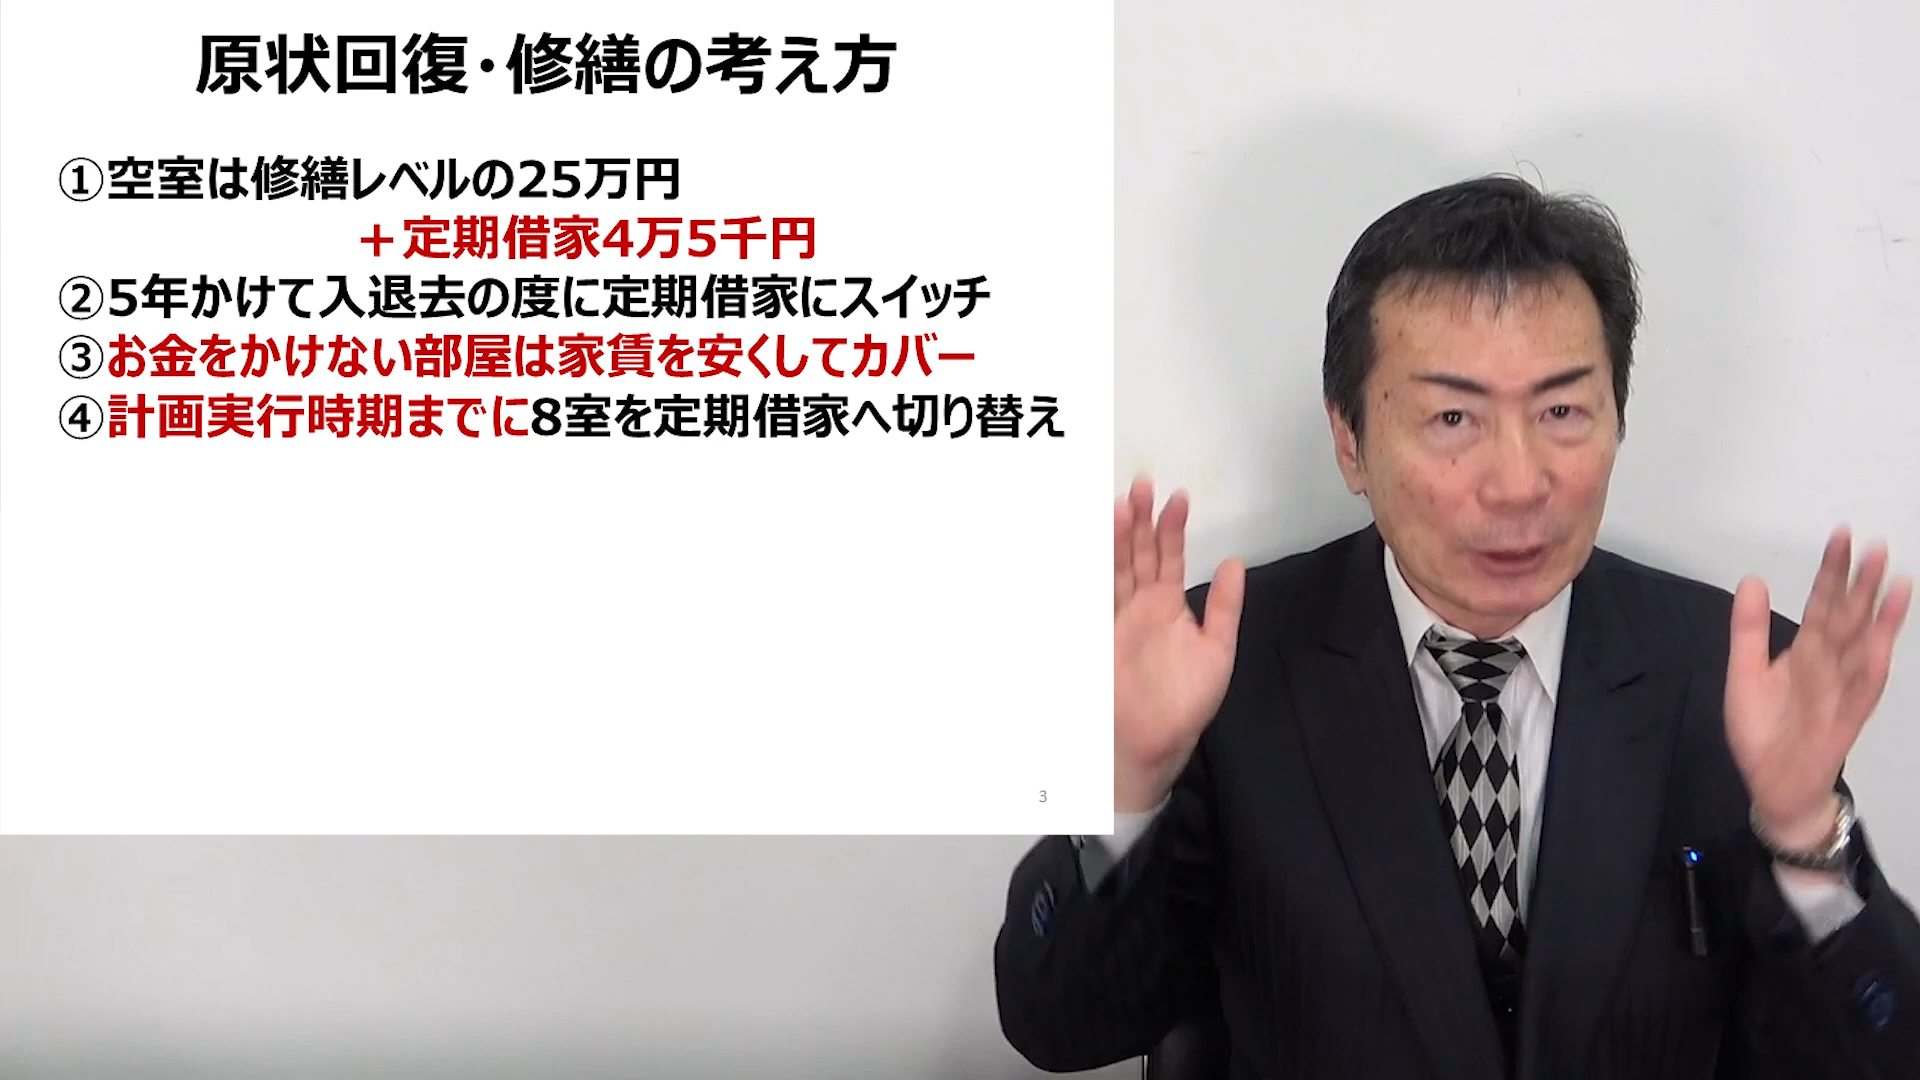 原状回復・修繕の考え方
①空室は修繕レベルの25万円
＋定期借家4万5千円
②5年かけて入退去の度に定期借家にスイッチ
③お金をかけない部屋は家賃を安くしてカバー
④計画実行時期までに8室を定期借家へ切り替え
3